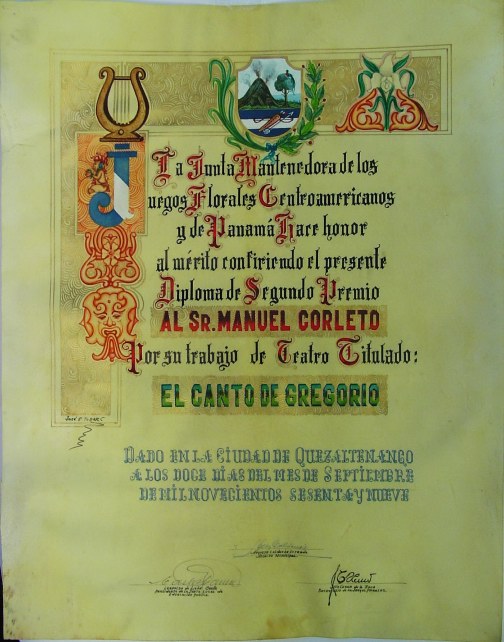 La Junta Mantenedora de los
Juegos Florales Centroamericanos
y de Panamá Hace honor
al mérito confiriendo el presente
Diploma de Segundo Premio
AL SR. MANUEL CORLETO
Por su trabajo de Teatro Titulado:
EL CANTO DE GREGORIO
DADO EN LA CIUDAD DE QUEZALTENANGO
A LOS DOCE DIAS DEL MES DE SEPTIEMBRE
DE MIL NOVECIENTOS SESENTA Y NUEVE